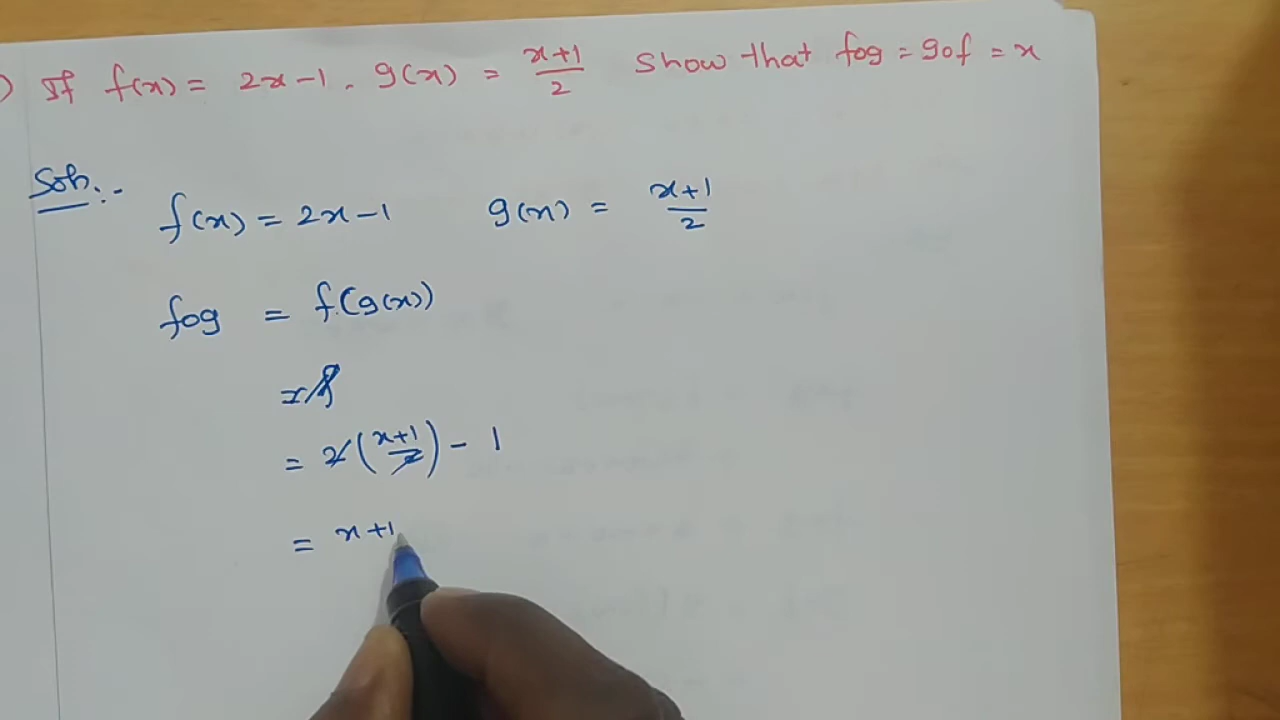 ) If f(x) = 2x-1. g(x) = x+1/2 show that fog = gof = x
Soln:-
f(x) = 2x-1 g(x) = x+1/2
fog = f(g(x))
=
= 2(x+1/2) - 1
= x+1